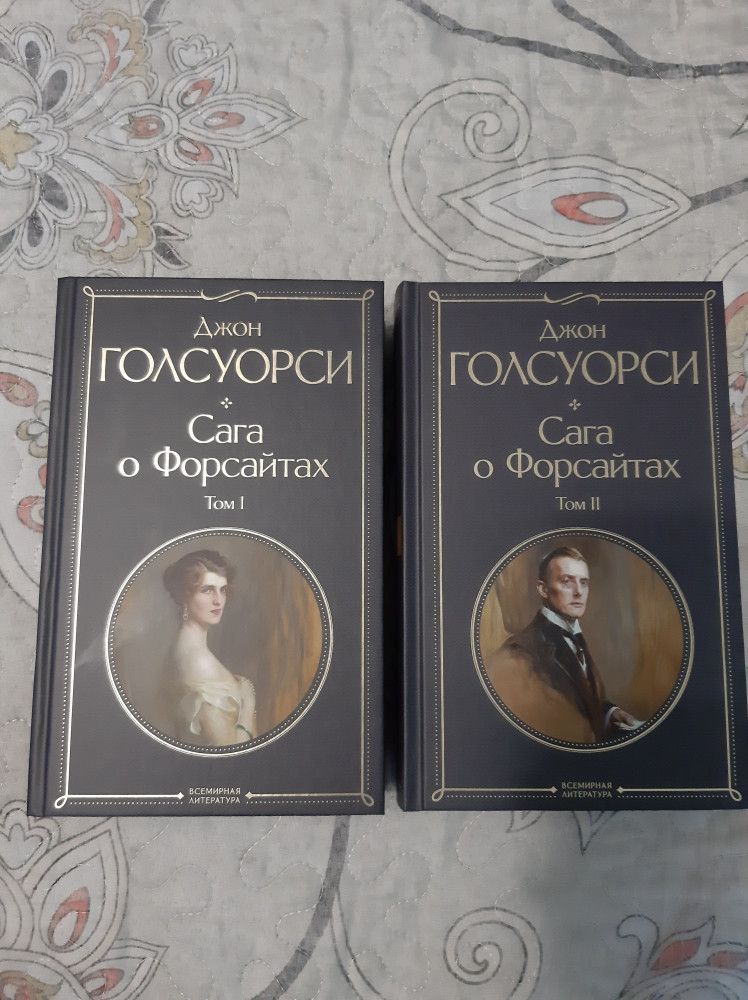 Джон
ГОЛСУОРСИ
Сага
о Форсайтах
Том I
ВСЕМИРНАЯ
ЛИТЕРАТУРА
Джон
ГОЛСУОРСИ
Сага
о Форсайтах
Том II
ВСЕМИРНАЯ
ЛИТЕРАТУРА